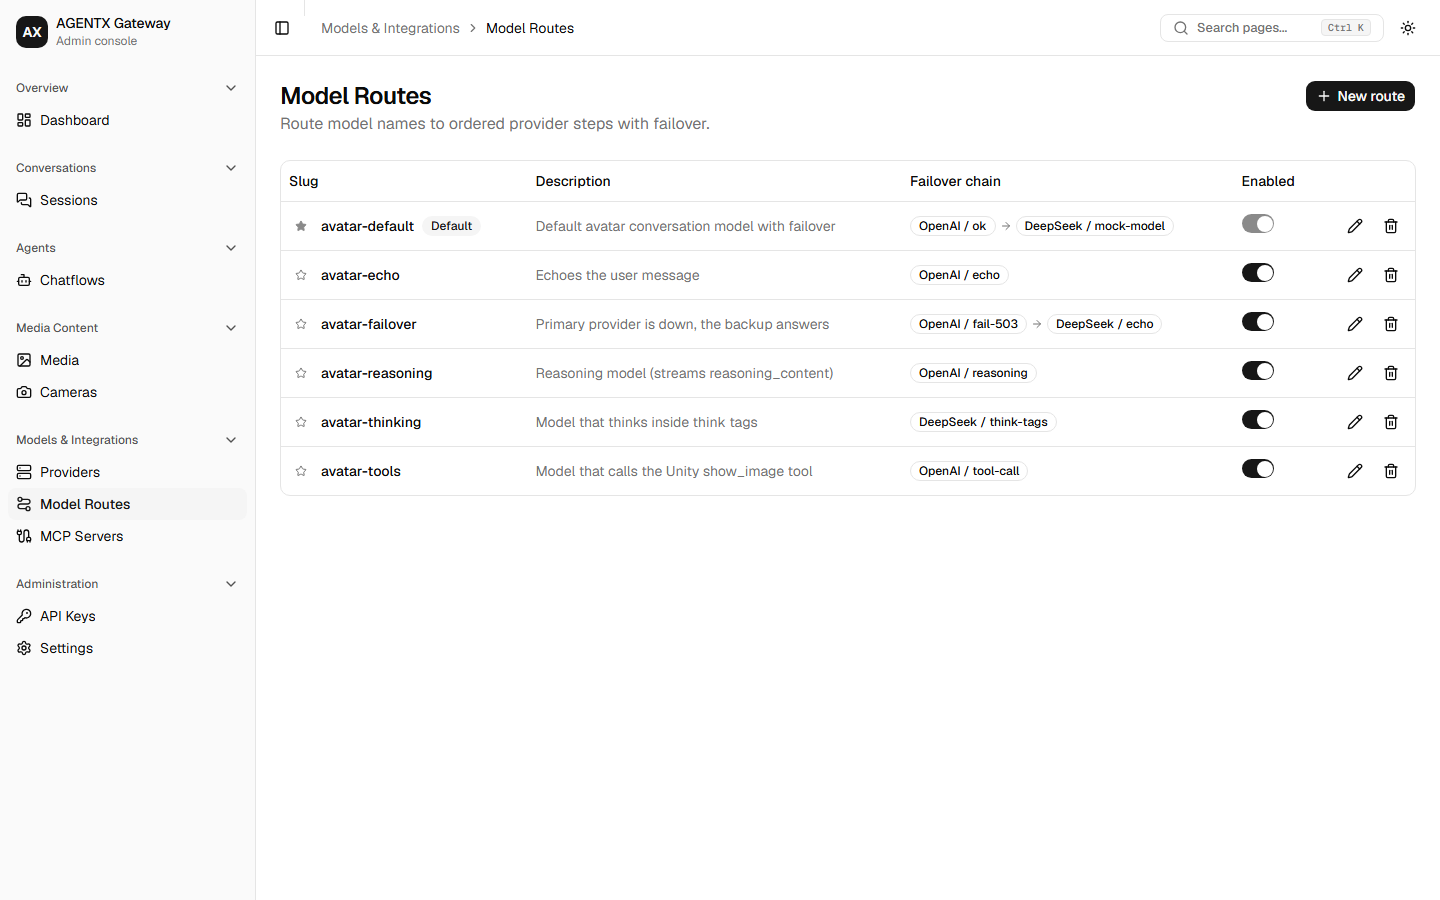 AX
AGENTX Gateway
Admin console
Overview
Dashboard
Conversations
Sessions
Agents
Chatflows
Media Content
Media
Cameras
Models & Integrations
Providers
Model Routes
MCP Servers
Administration
API Keys
Settings
Models & Integrations > Model Routes
Search pages... Ctrl K
Model Routes
Route model names to ordered provider steps with failover.
+ New route
Slug Description Failover chain Enabled
avatar-default Default Default avatar conversation model with failover OpenAI / ok → DeepSeek / mock-model
avatar-echo Echoes the user message OpenAI / echo
avatar-failover Primary provider is down, the backup answers OpenAI / fail-503 → DeepSeek / echo
avatar-reasoning Reasoning model (streams reasoning_content) OpenAI / reasoning
avatar-thinking Model that thinks inside think tags DeepSeek / think-tags
avatar-tools Model that calls the Unity show_image tool OpenAI / tool-call